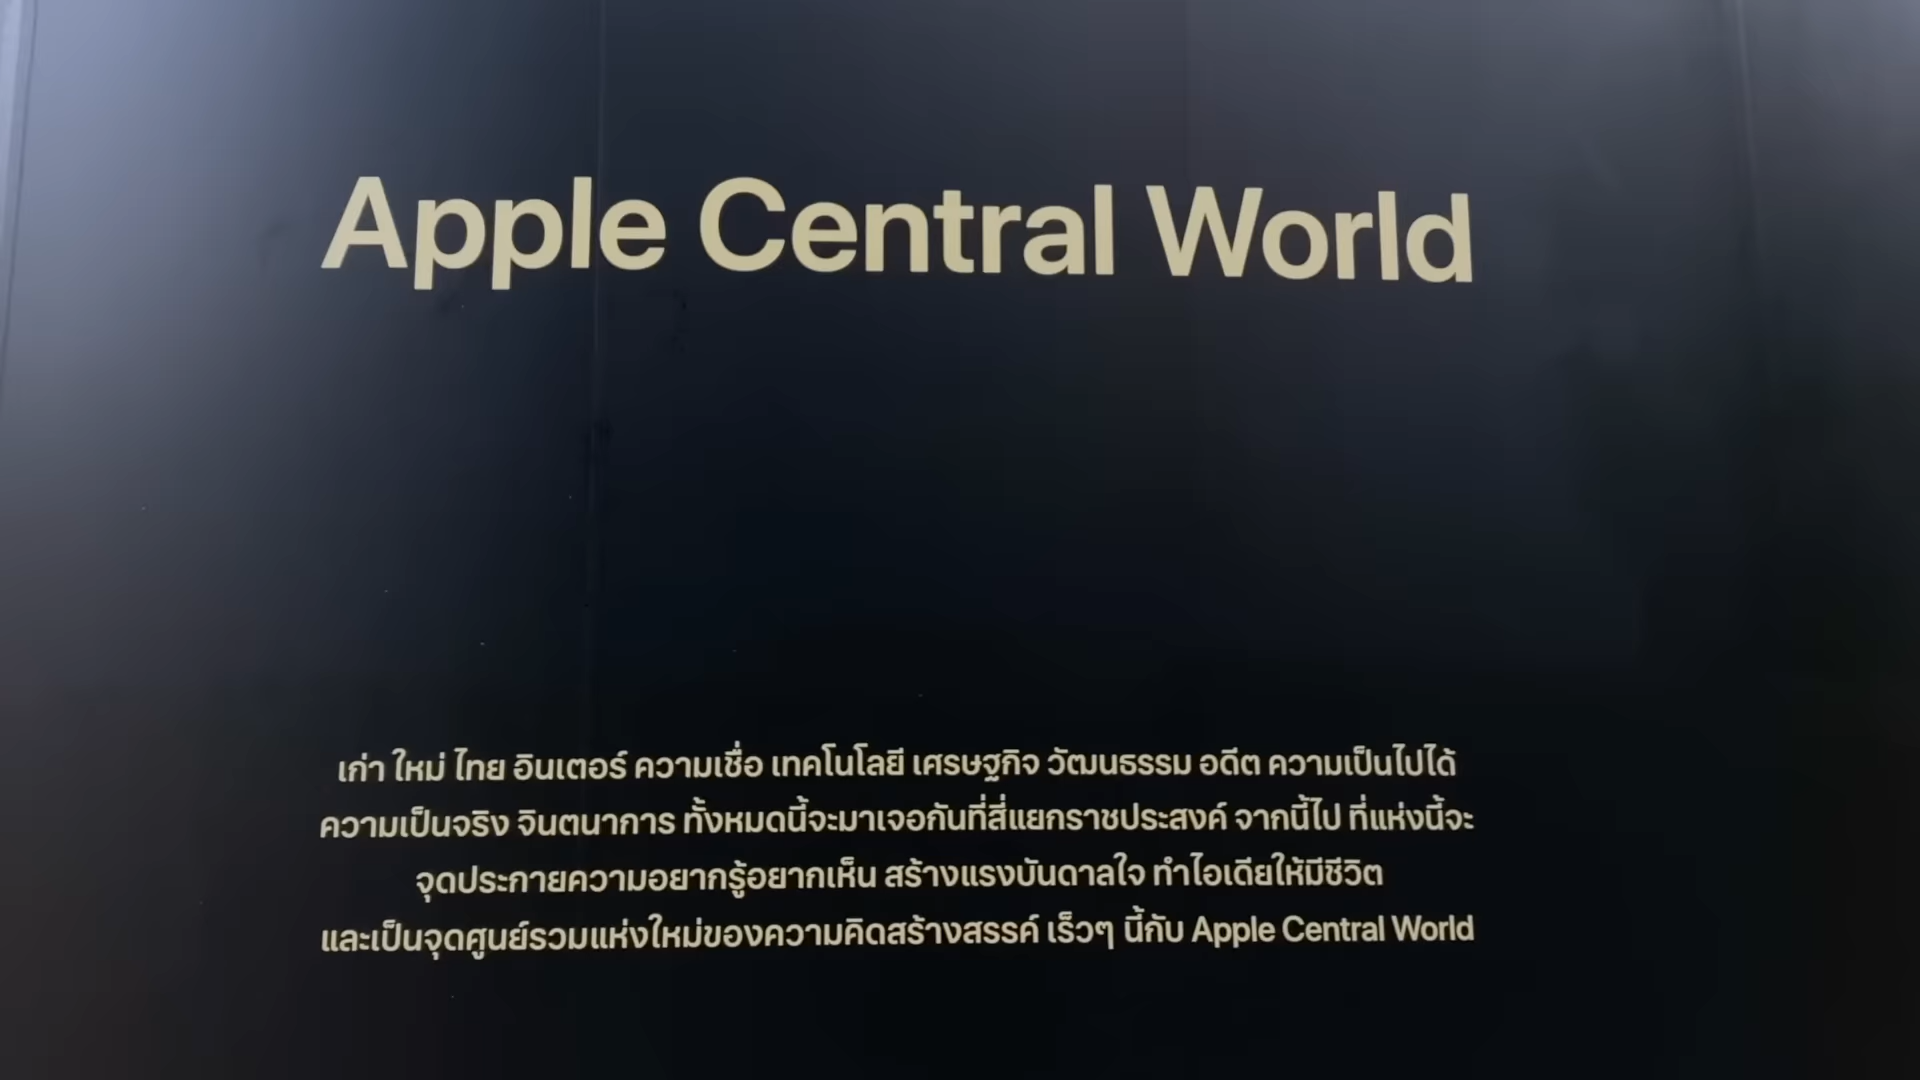 Apple Central World
เก่า ใหม่ ไทย อินเตอร์ ความเชื่อ เทคโนโลยี เศรษฐกิจ วัฒนธรรม อดีต ความเป็นไปได้
ความเป็นจริง จินตนาการ ทั้งหมดนี้จะมาเจอกันที่สี่แยกราชประสงค์ จากนี้ไป ที่แห่งนี้จะ
จุดประกายความอยากรู้อยากเห็น สร้างแรงบันดาลใจ ทำไอเดียให้มีชีวิต
และเป็นจุดศูนย์รวมแห่งใหม่ของความคิดสร้างสรรค์ เร็วๆ นี้กับ Apple Central World